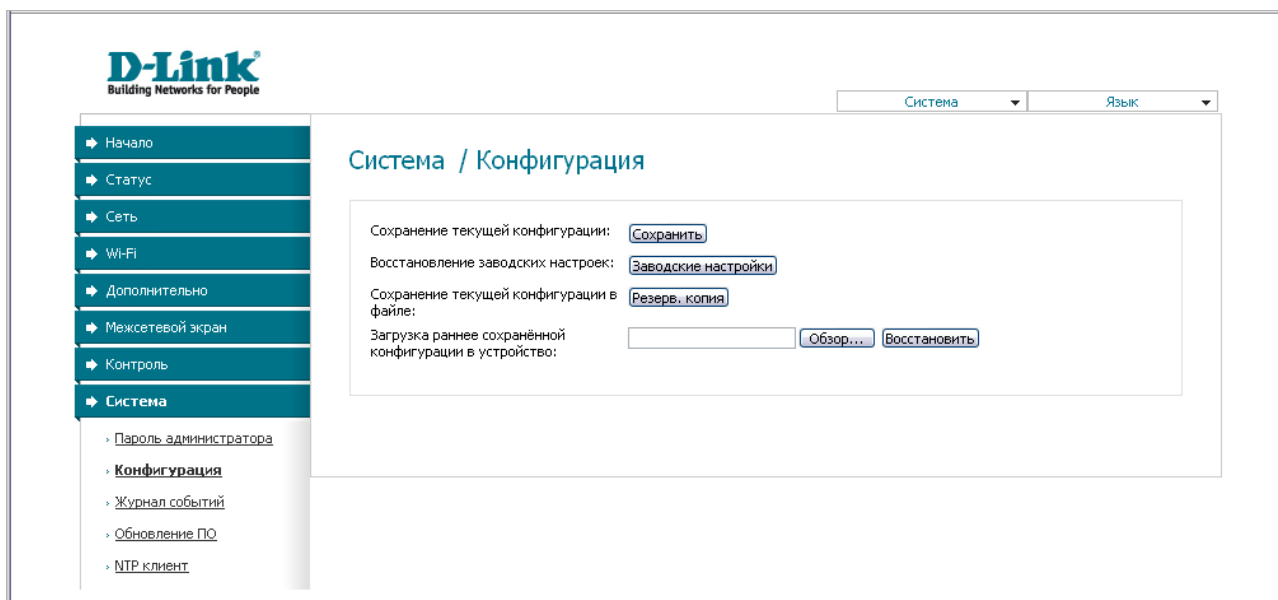 D-Link
Building Networks for People
Система
Язык
Начало
Статус
Сеть
Wi-Fi
Дополнительно
Межсетевой экран
Контроль
Система
Пароль администратора
Конфигурация
Журнал событий
Обновление ПО
NTP клиент
Система / Конфигурация
Сохранение текущей конфигурации: Сохранить
Восстановление заводских настроек: Заводские настройки
Сохранение текущей конфигурации в
файле:
Резерв. копия
Загрузка раннее сохранённой
конфигурации в устройство:
Обзор... Восстановить